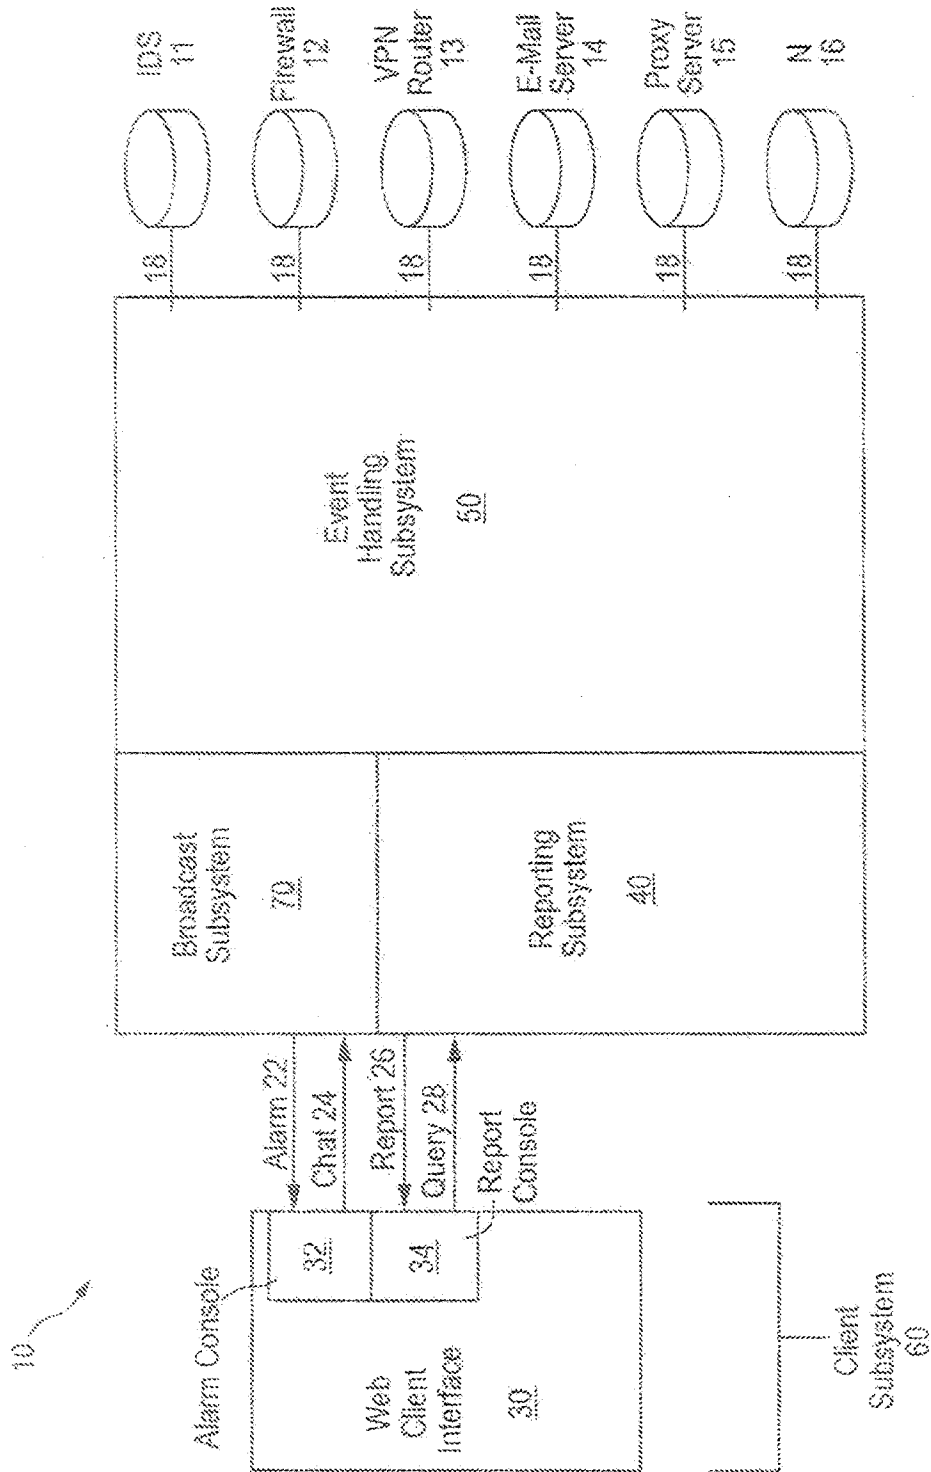 10
Alarm Console
32
34
Web
Client
Interface
30
Client
Subsystem
60
Alarm 22
Chat 24
Report 26
Query 28
Report
Console
Broadcast
Subsystem
70
Reporting
Subsystem
40
Event
Handling
Subsystem
50
18
18
18
18
18
18
IDS
11
Firewall
12
VPN
Router
13
E-Mail
Server
14
Proxy
Server
15
N
16